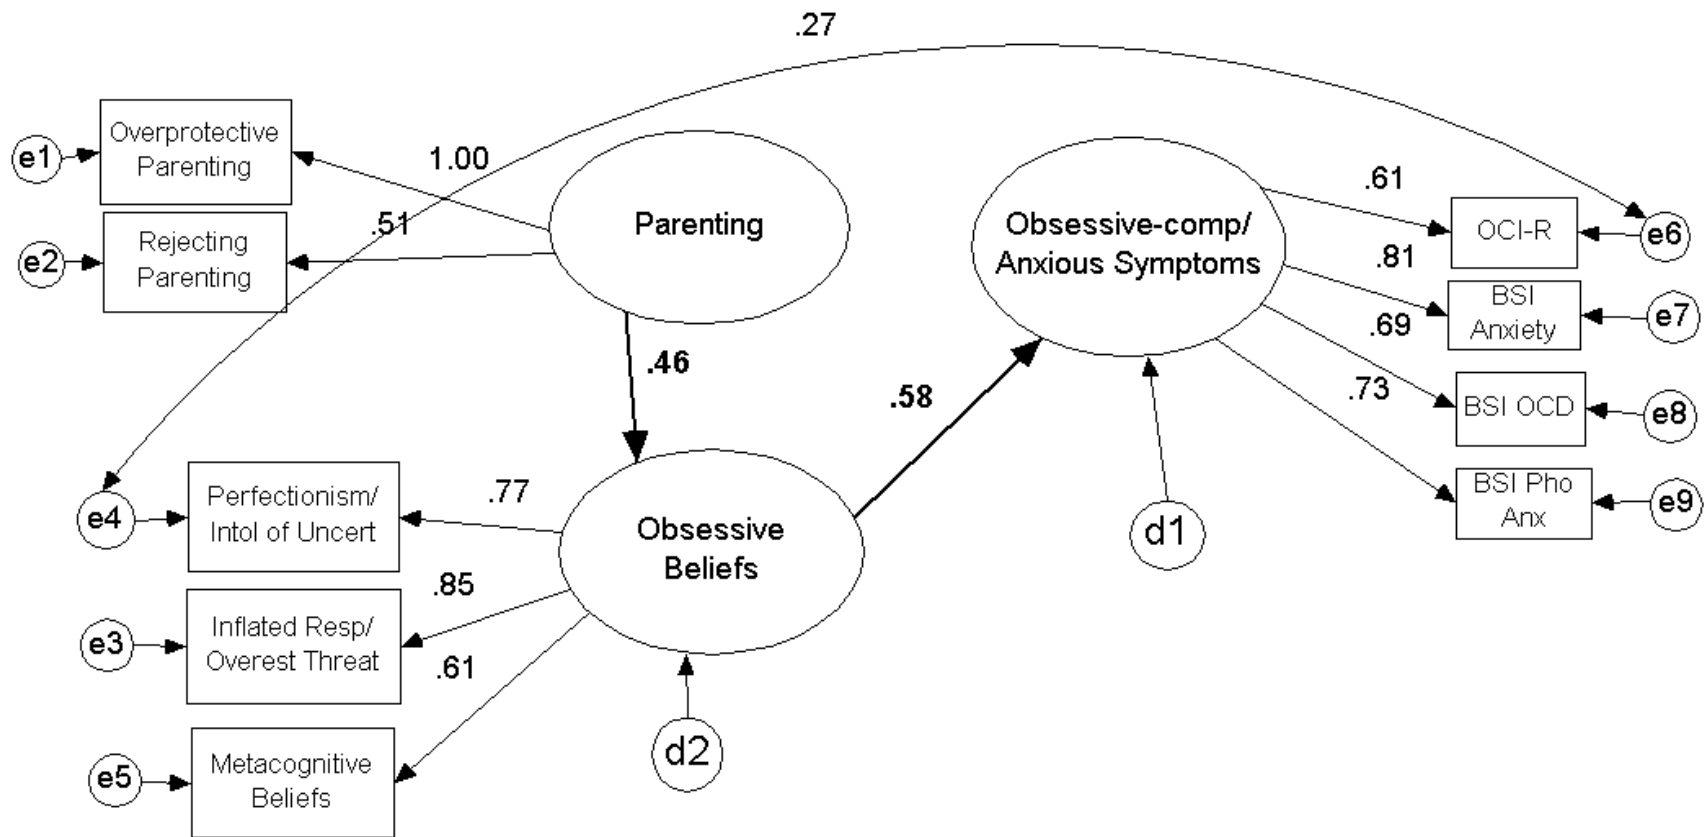 .27
e1
Overprotective
Parenting
1.00
Parenting
e2
Rejecting
Parenting
.51
Obsessive-comp/
Anxious Symptoms
.61
OCI-R
e6
.81
BSI
Anxiety
e7
.69
BSI OCD
e8
.73
BSI Pho
Anx
e9
.46
.58
d1
e4
Perfectionism/
Intol of Uncert
.77
Obsessive
Beliefs
e3
Inflated Resp/
Overest Threat
.85
e5
Metacognitive
Beliefs
.61
d2